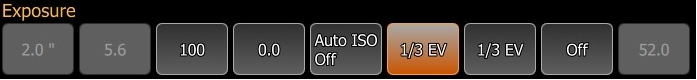 Exposure
2.0 " 5.6 100 0.0 Auto ISO Off 1/3 EV 1/3 EV Off 52.0